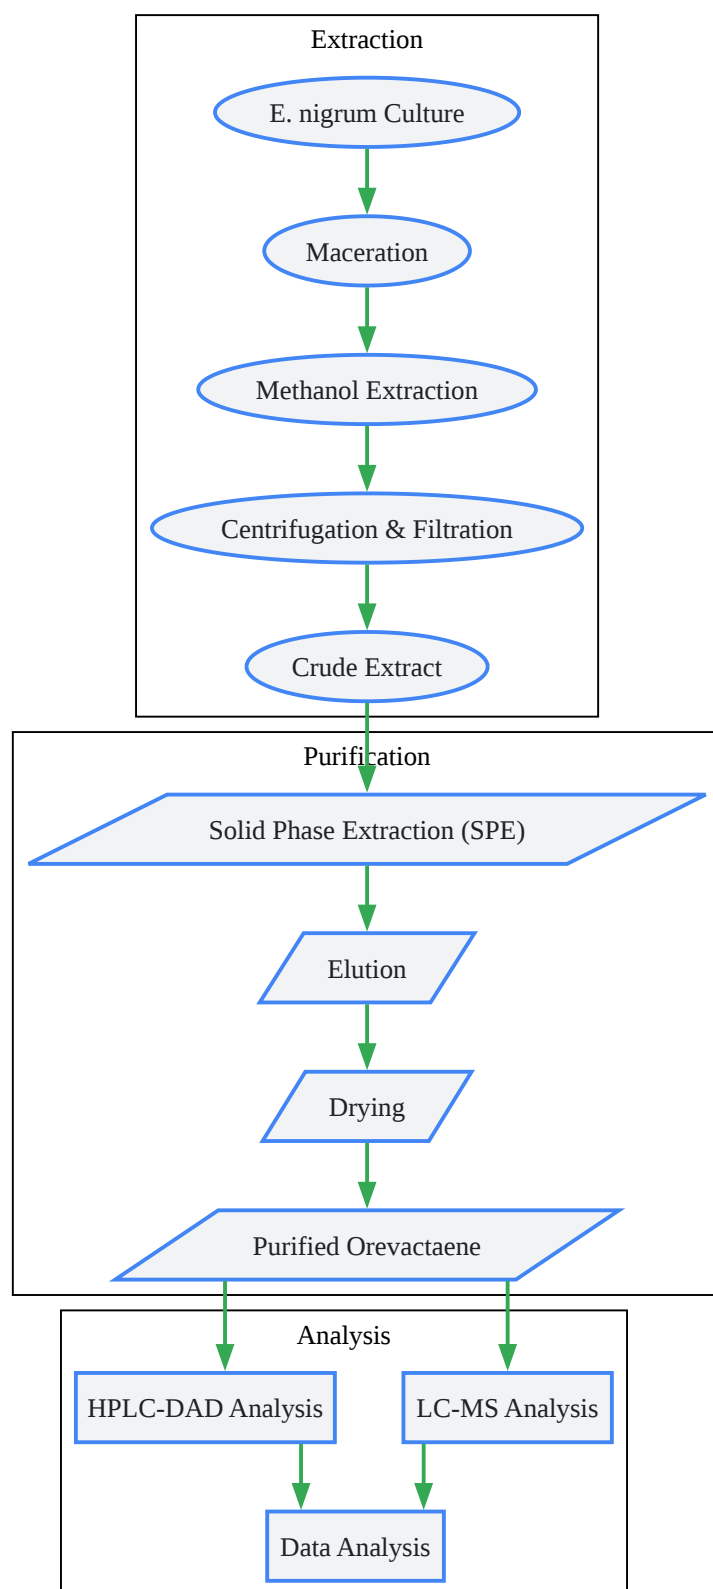 Extraction
E. nigrum Culture
Maceration
Methanol Extraction
Centrifugation & Filtration
Crude Extract
Purification
Solid Phase Extraction (SPE)
Elution
Drying
Purified Orevactaene
Analysis
HPLC-DAD Analysis
LC-MS Analysis
Data Analysis